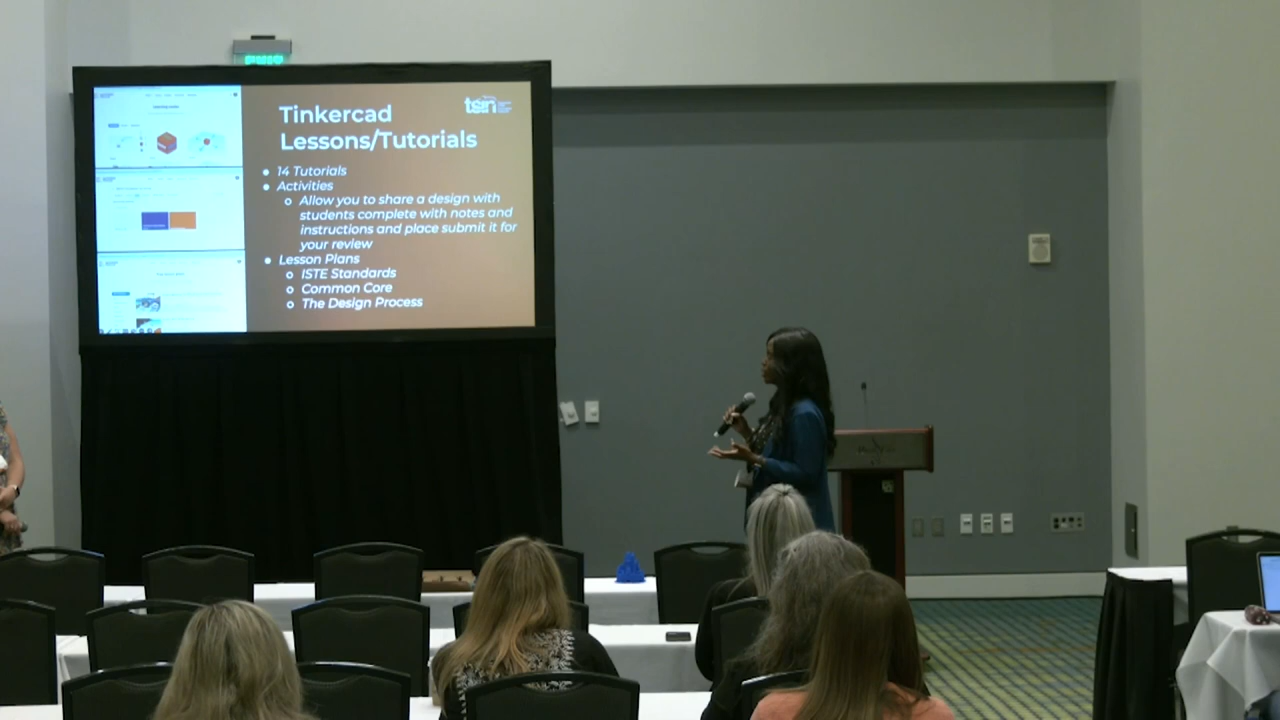 EXIT
Tinkercad
Lessons/Tutorials
tsin
14 Tutorials
Activities
Allow you to share a design with
students complete with notes and
instructions and place submit it for
your review
Lesson Plans
ISTE Standards
Common Core
The Design Process